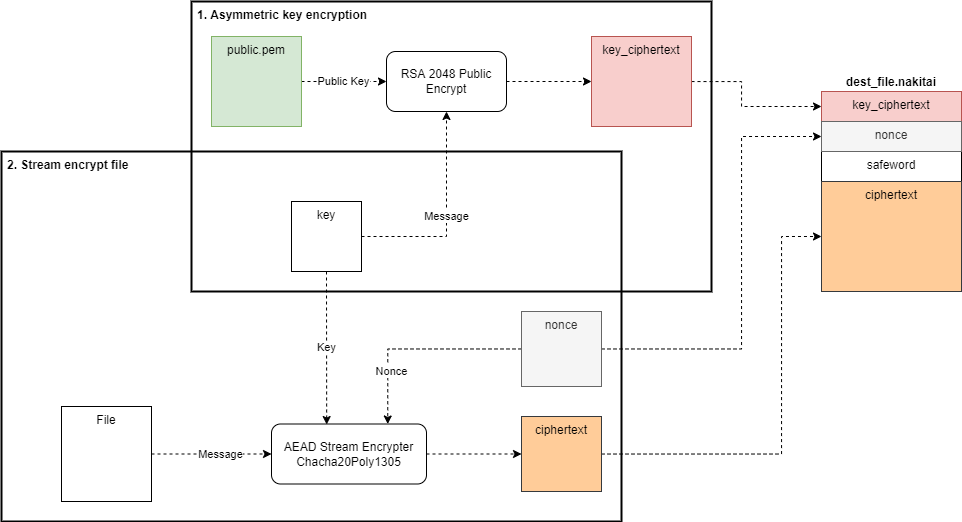 1. Asymmetric key encryption
public.pem
Public Key
RSA 2048 Public
Encrypt
key_ciphertext
dest_file.nakitai
key_ciphertext
nonce
safeword
ciphertext
2. Stream encrypt file
key
Message
Key
nonce
Nonce
File
Message
AEAD Stream Encrypter
Chacha20Poly1305
ciphertext